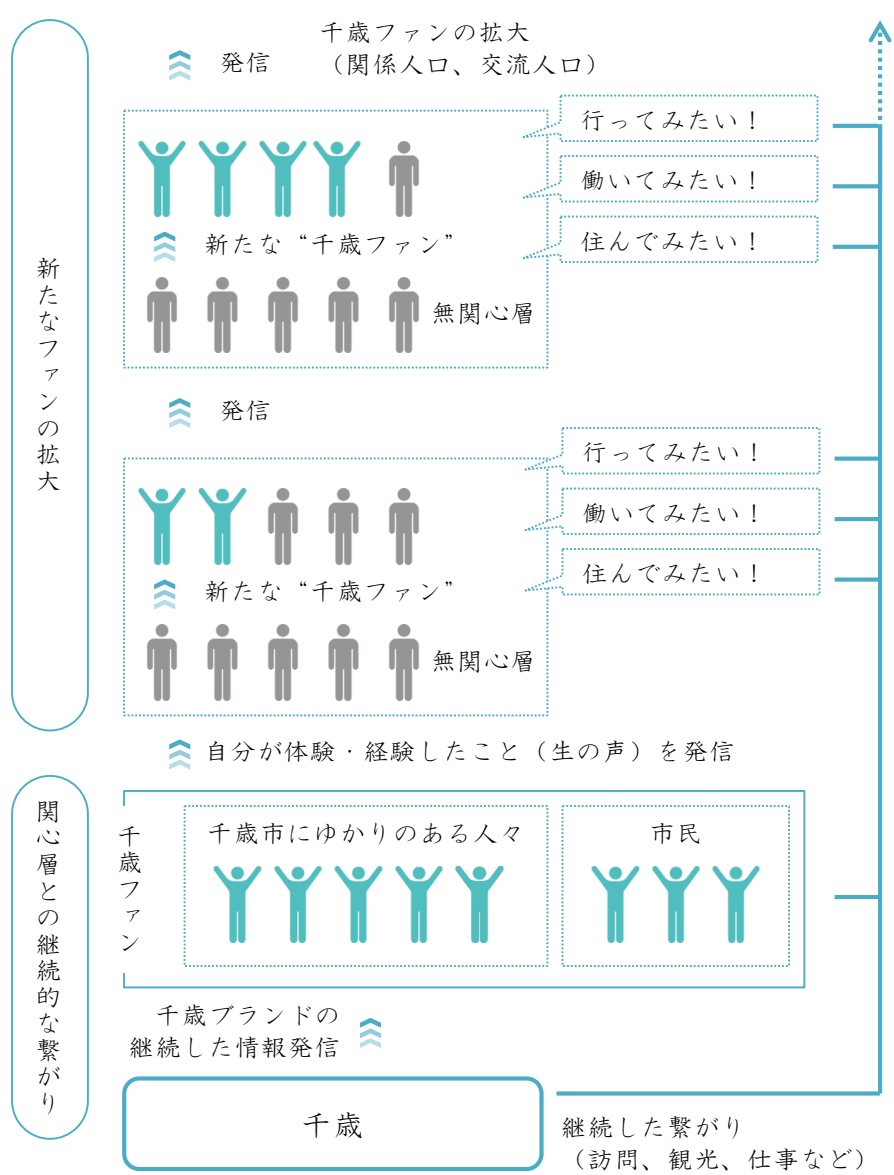 千歳ファンの拡大
発信
（関係人口、交流人口）
行ってみたい！
働いてみたい！
新たな“千歳ファン”
住んでみたい！
無関心層
新たなファンの拡大
発信
行ってみたい！
働いてみたい！
新たな“千歳ファン”
住んでみたい！
無関心層
自分が体験・経験したこと（生の声）を発信
関心層との継続的な繋がり
千歳ファン
千歳市にゆかりのある人々
市民
千歳ブランドの
継続した情報発信
千歳
継続した繋がり
（訪問、観光、仕事など）